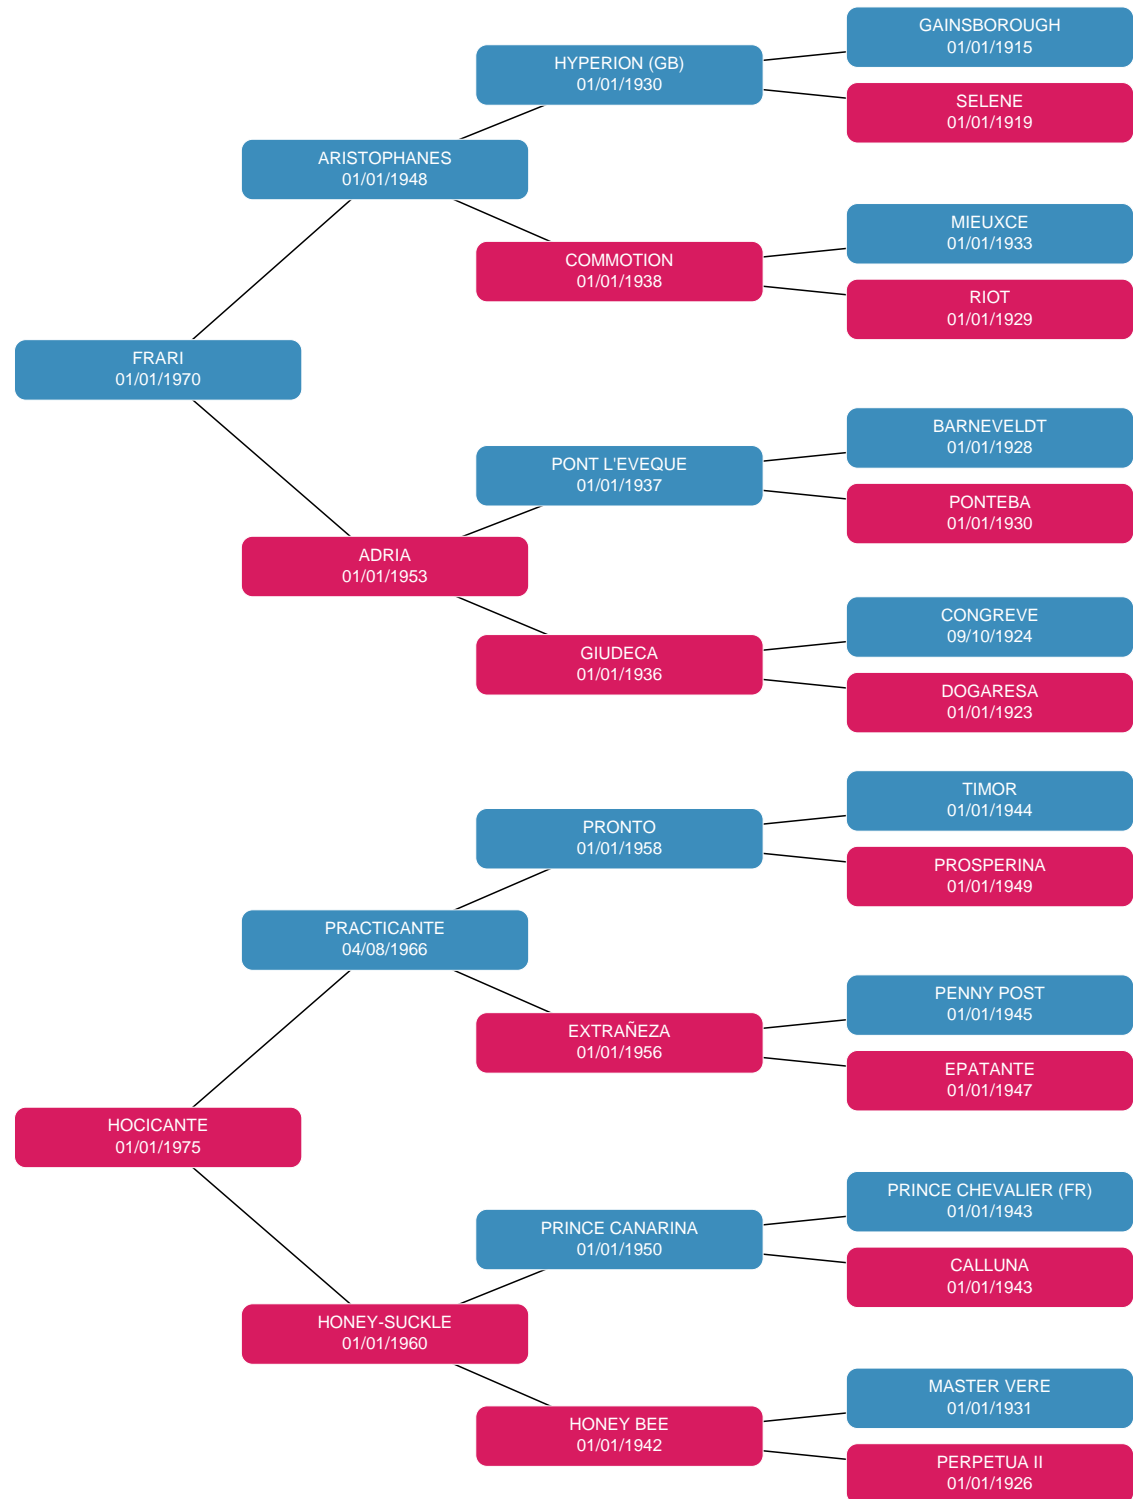 GAINSBOROUGH
01/01/1915
HYPERION (GB)
01/01/1930
SELENE
01/01/1919
ARISTOPHANES
01/01/1948
MIEUXCE
01/01/1933
COMMOTION
01/01/1938
RIOT
01/01/1929
FRARI
01/01/1970
BARNEVELDT
01/01/1928
PONT L'EVEQUE
01/01/1937
PONTEBA
01/01/1930
ADRIA
01/01/1953
CONGREVE
09/10/1924
GIUDECA
01/01/1936
DOGARESA
01/01/1923
TIMOR
01/01/1944
PRONTO
01/01/1958
PROSPERINA
01/01/1949
PRACTICANTE
04/08/1966
PENNY POST
01/01/1945
EXTRAÑEZA
01/01/1956
EPATANTE
01/01/1947
HOCICANTE
01/01/1975
PRINCE CHEVALIER (FR)
01/01/1943
PRINCE CANARINA
01/01/1950
CALLUNA
01/01/1943
HONEY-SUCKLE
01/01/1960
MASTER VERE
01/01/1931
HONEY BEE
01/01/1942
PERPETUA II
01/01/1926